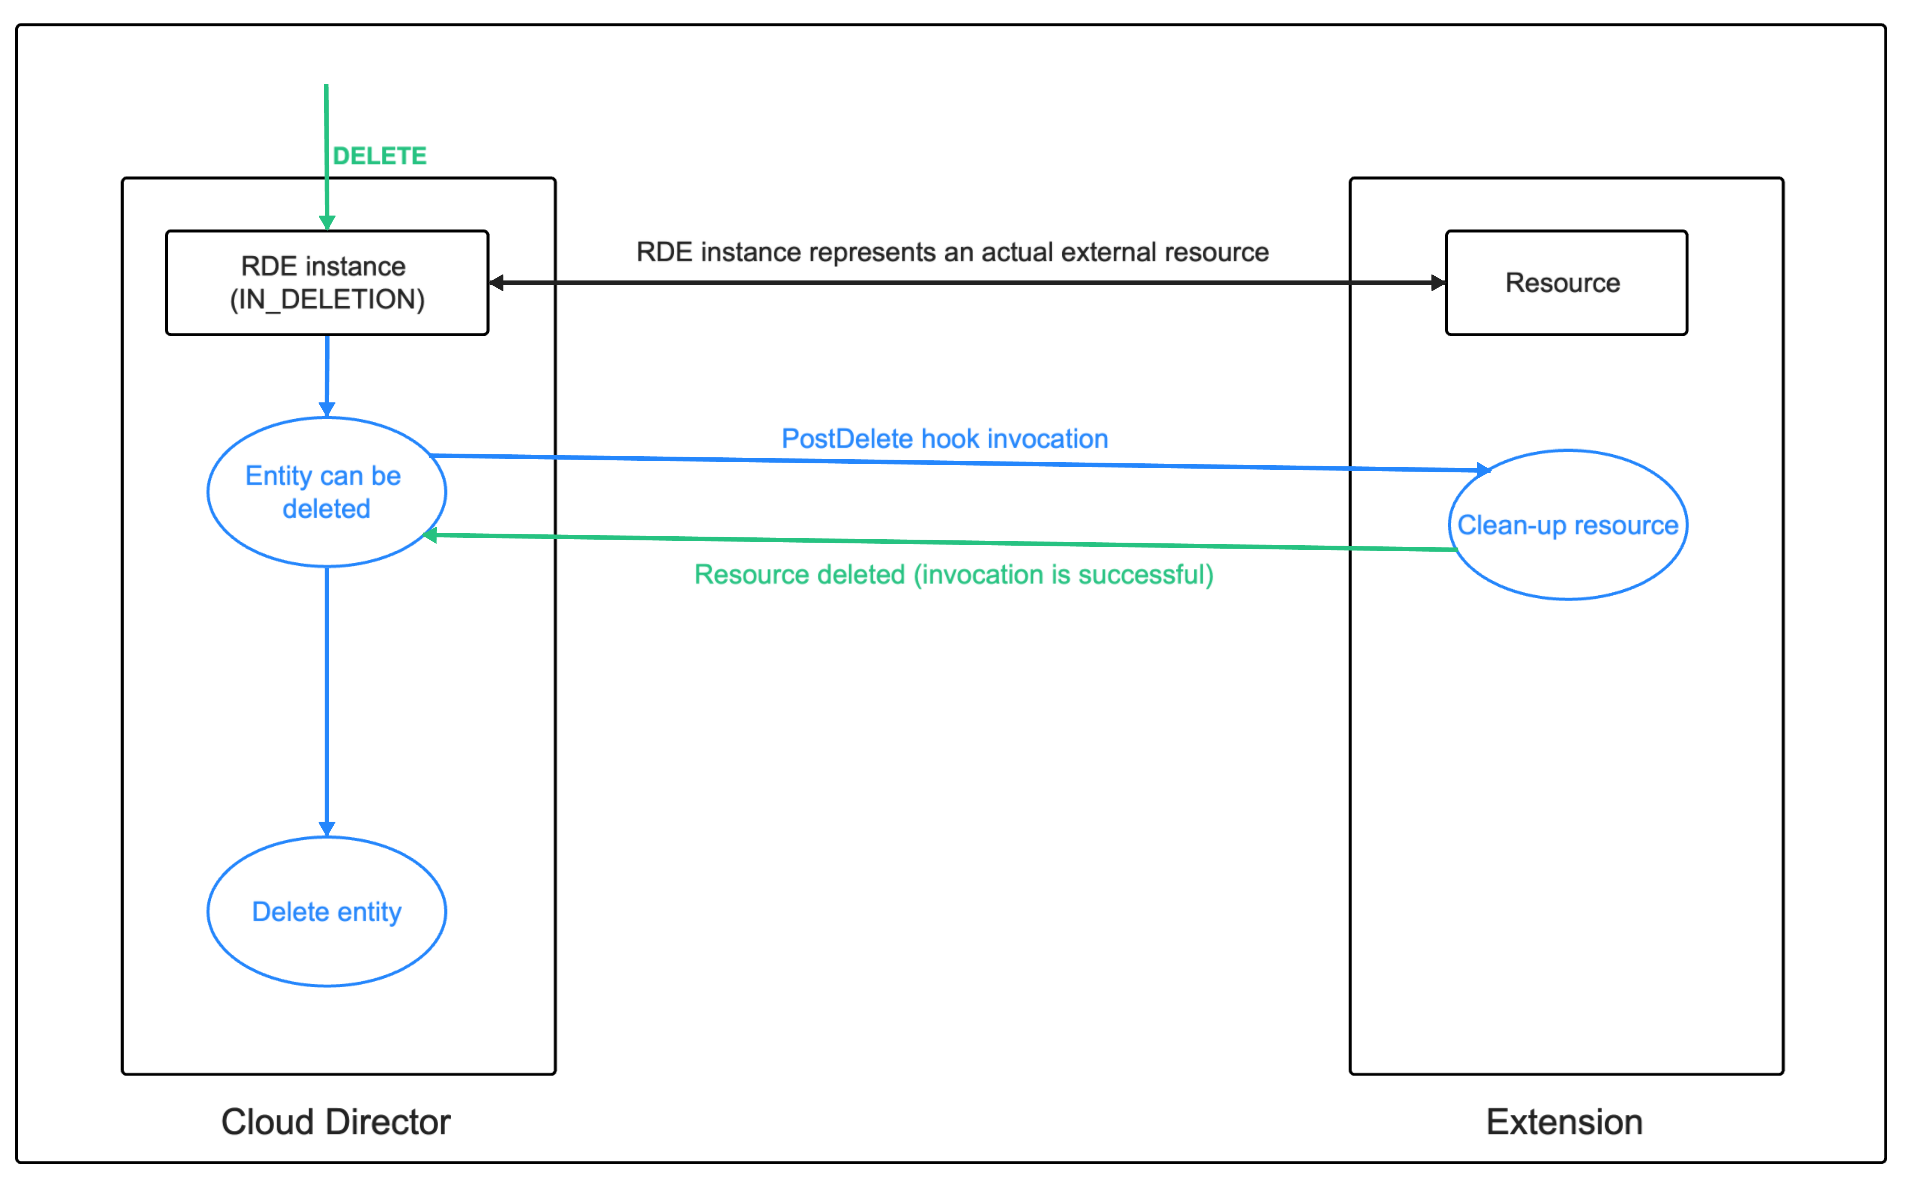 DELETE
RDE instance
(IN_DELETION)
RDE instance represents an actual external resource
Resource
PostDelete hook invocation
Entity can be
deleted
Clean-up resource
Resource deleted (invocation is successful)
Delete entity
Cloud Director
Extension